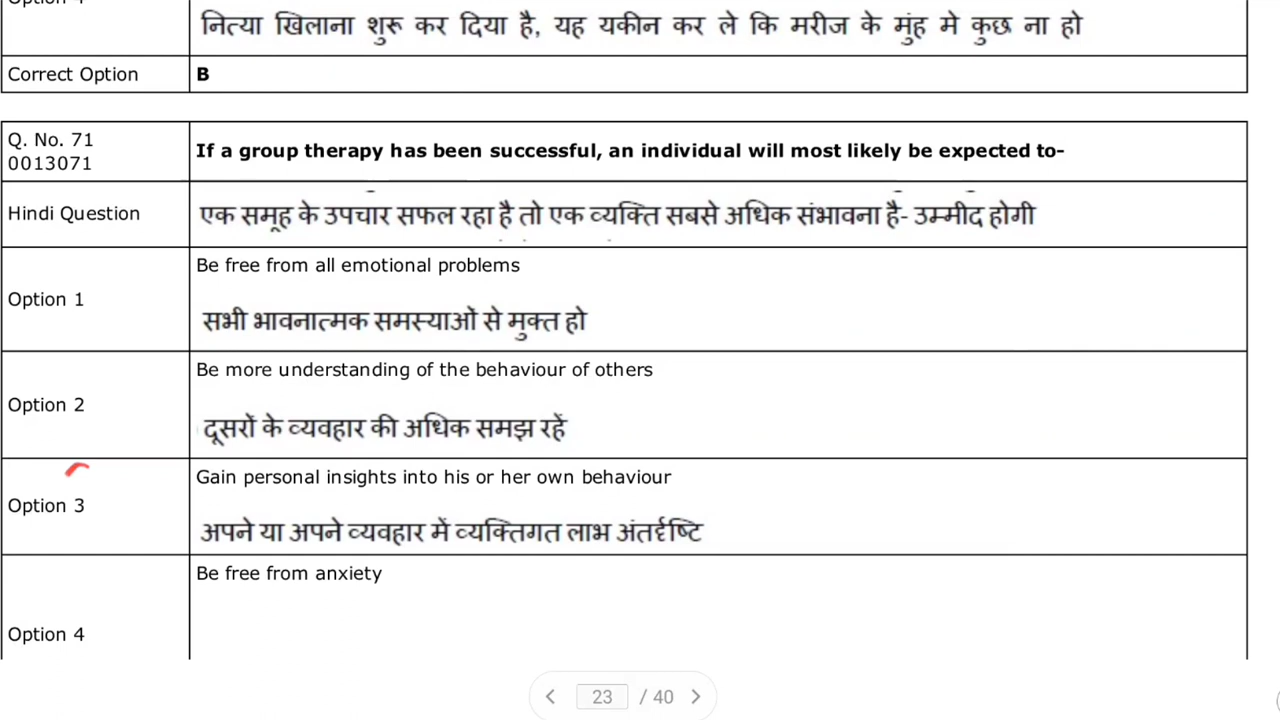 नित्या खिलाना शुरू कर दिया है, यह यकीन कर ले कि मरीज के मुंह मे कुछ ना हो
Correct Option B
Q. No. 71
0013071
If a group therapy has been successful, an individual will most likely be expected to-
Hindi Question
एक समूह के उपचार सफल रहा है तो एक व्यक्ति सबसे अधिक संभावना है- उम्मीद होगी
Option 1
Be free from all emotional problems
सभी भावनात्मक समस्याओं से मुक्त हो
Option 2
Be more understanding of the behaviour of others
दूसरों के व्यवहार की अधिक समझ रहें
Option 3
Gain personal insights into his or her own behaviour
अपने या अपने व्यवहार में व्यक्तिगत लाभ अंतर्दृष्टि
Option 4
Be free from anxiety
23 / 40